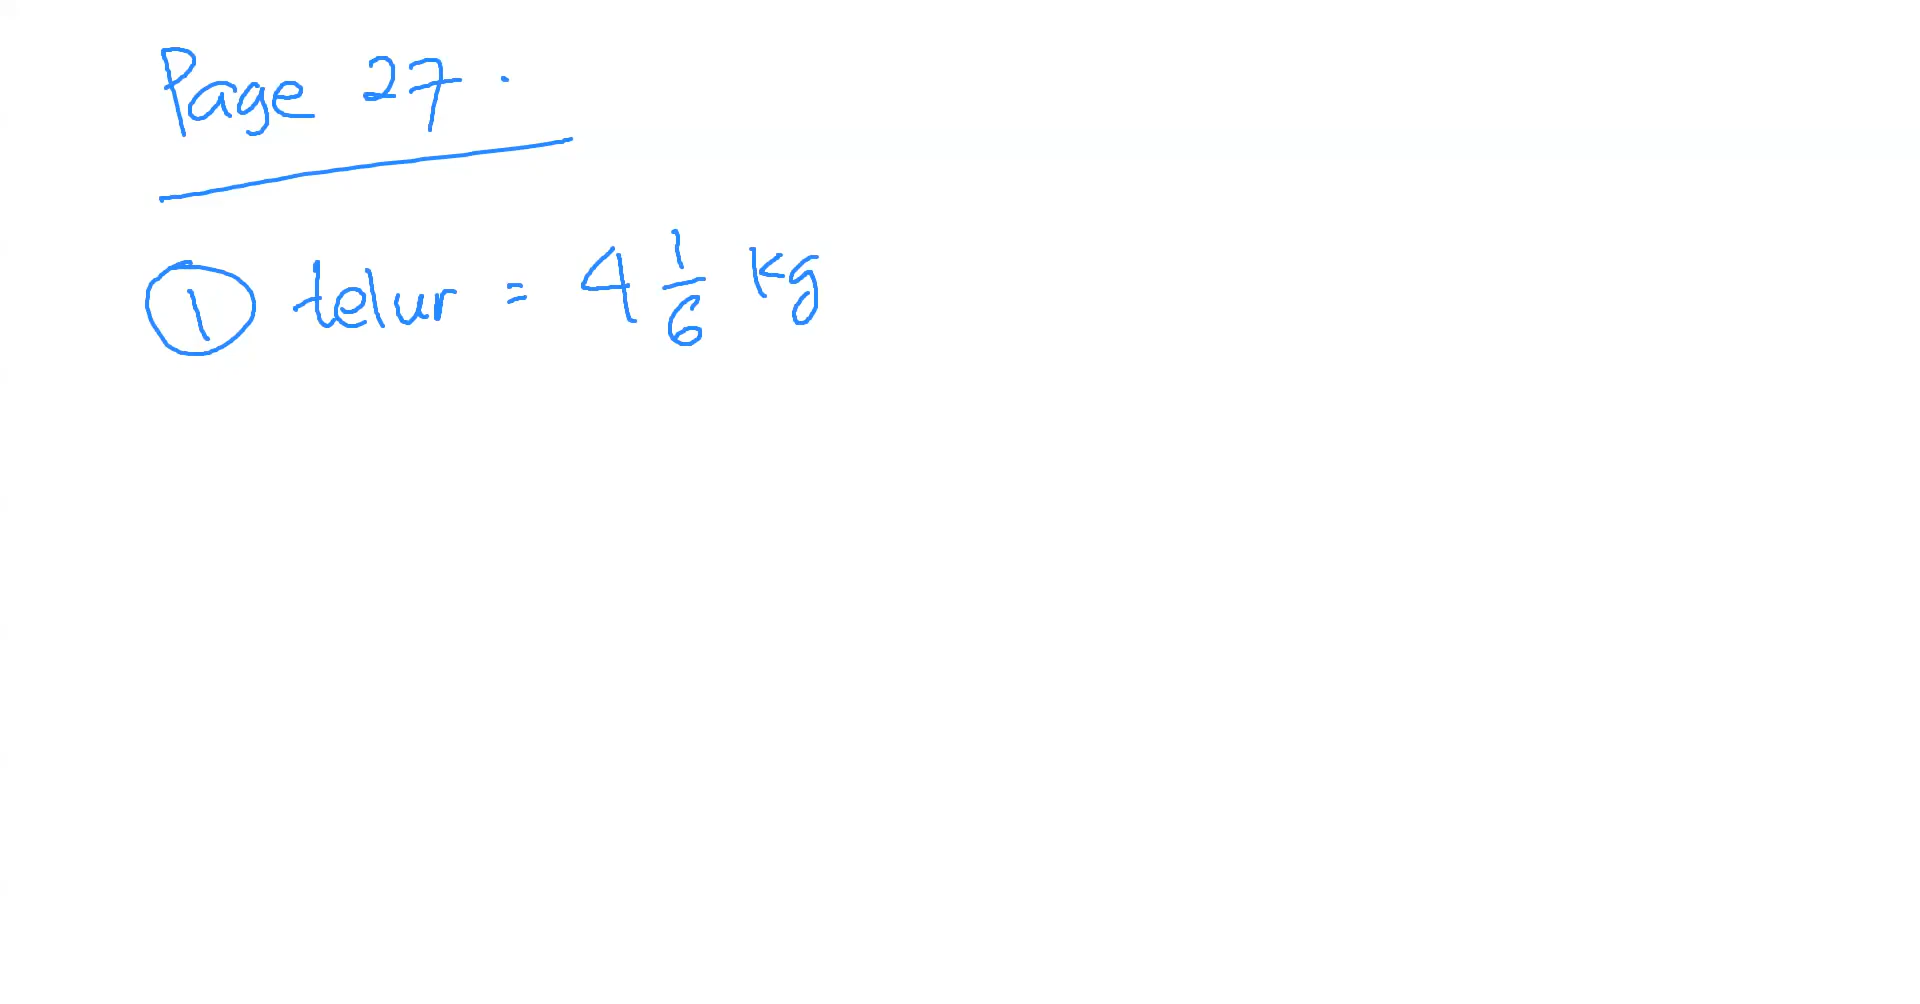 Page 27.
① telur = 4 1/6 kg